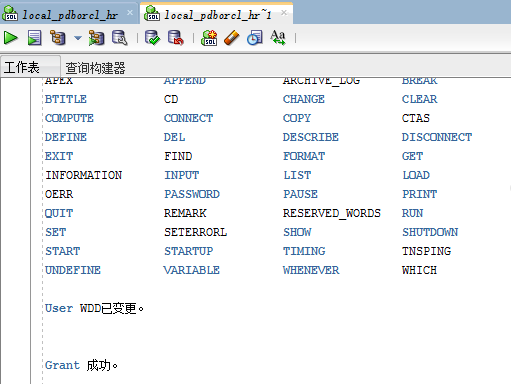 local_pdborcl_hr local_pdborcl_hr~1
工作表 查询构建器
APEX APPEND ARCHIVE_LOG BREAK
BTITLE CD CHANGE CLEAR
COMPUTE CONNECT COPY CTAS
DEFINE DEL DESCRIBE DISCONNECT
EXIT FIND FORMAT GET
INFORMATION INPUT LIST LOAD
OERR PASSWORD PAUSE PRINT
QUIT REMARK RESERVED_WORDS RUN
SET SETERRORL SHOW SHUTDOWN
START STARTUP TIMING TNSPING
UNDEFINE VARIABLE WHENEVER WHICH
User WDD已变更。
Grant 成功。